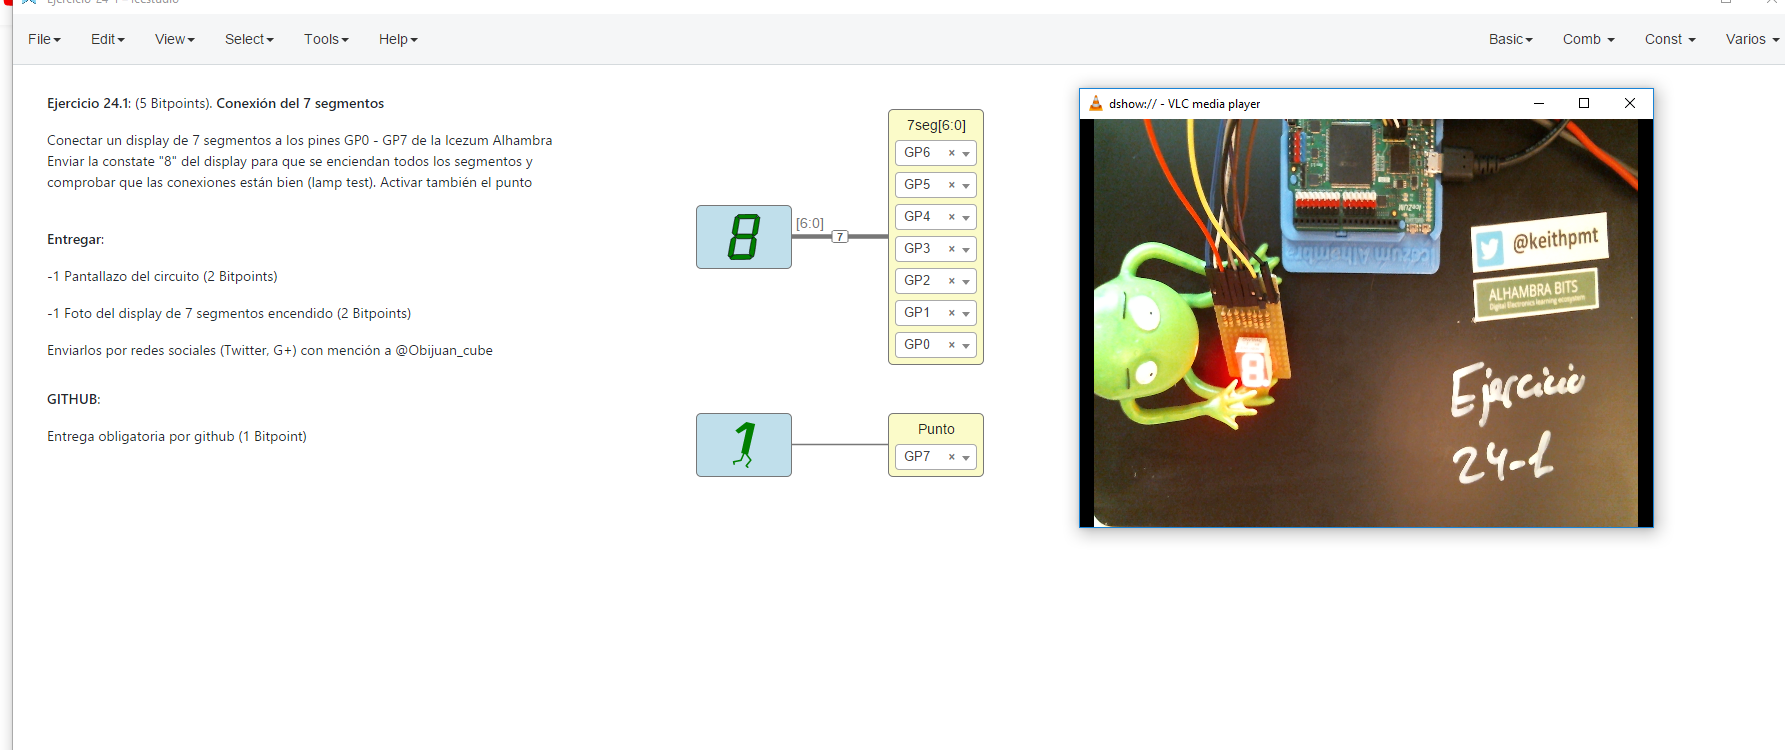 Ejercicio 24-1 - Icestudio
File Edit View Select Tools Help Basic Comb Const Varios
Ejercicio 24.1: (5 Bitpoints). Conexión del 7 segmentos
Conectar un display de 7 segmentos a los pines GP0 - GP7 de la Icezum Alhambra
Enviar la constate "8" del display para que se enciendan todos los segmentos y
comprobar que las conexiones están bien (lamp test). Activar también el punto
Entregar:
-1 Pantallazo del circuito (2 Bitpoints)
-1 Foto del display de 7 segmentos encendido (2 Bitpoints)
Enviarlos por redes sociales (Twitter, G+) con mención a @Obijuan_cube
GITHUB:
Entrega obligatoria por github (1 Bitpoint)
8
[6:0]
7
7seg[6:0]
GP6
GP5
GP4
GP3
GP2
GP1
GP0
1
Punto
GP7
dshow:// - VLC media player
IceZUM
Icezum Alhambra
@keithpmt
ALHAMBRA BITS
Digital Electronics learning ecosystem
8
Ejercicio
24-1